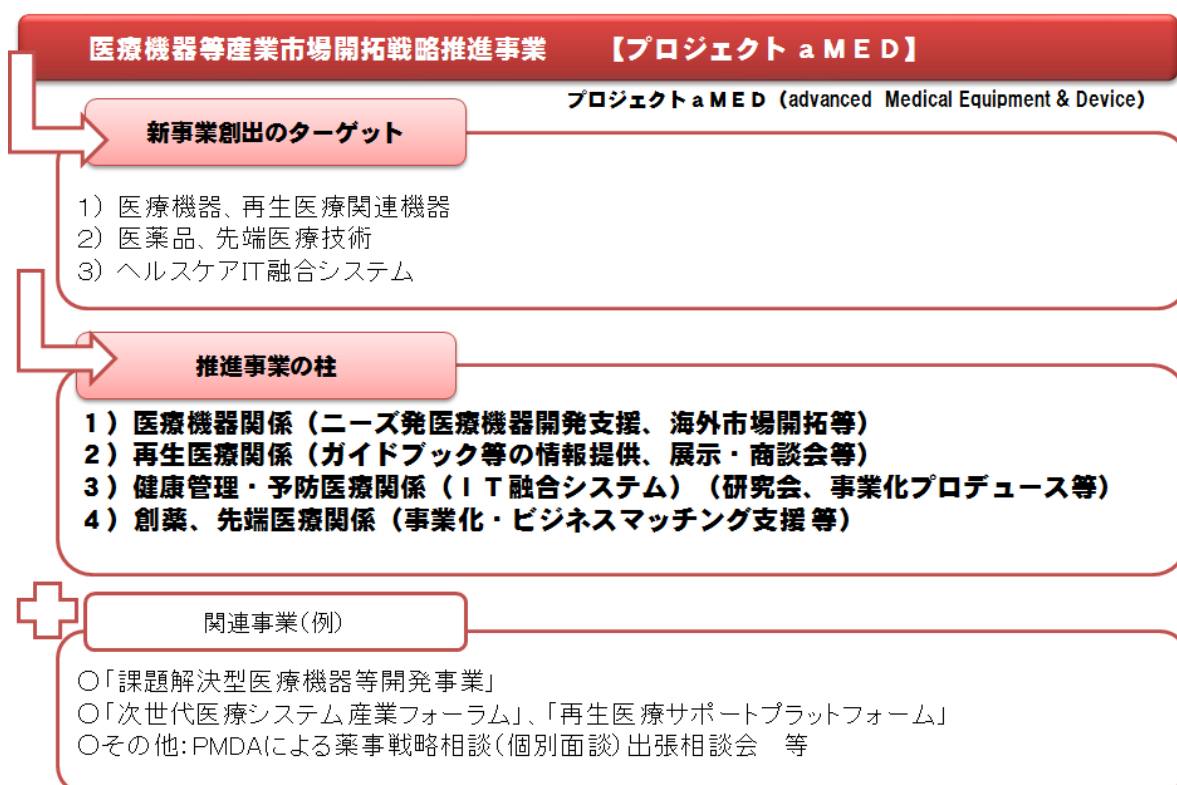 医療機器等産業市場開拓戦略推進事業　　【プロジェクト a M E D】
プロジェクト a M E D (advanced Medical Equipment & Device)
新事業創出のターゲット
1) 医療機器、再生医療関連機器
2) 医薬品、先端医療技術
3) ヘルスケアIT融合システム
推進事業の柱
1）医療機器関係（ニーズ発医療機器開発支援、海外市場開拓等）
2）再生医療関係（ガイドブック等の情報提供、展示・商談会等）
3）健康管理・予防医療関係（ＩＴ融合システム）（研究会、事業化プロデュース等）
4）創薬、先端医療関係（事業化・ビジネスマッチング支援 等）
関連事業(例)
○「課題解決型医療機器等開発事業」
○「次世代医療システム産業フォーラム」、「再生医療サポートプラットフォーム」
○その他: PMDAによる薬事戦略相談(個別面談)出張相談会　等